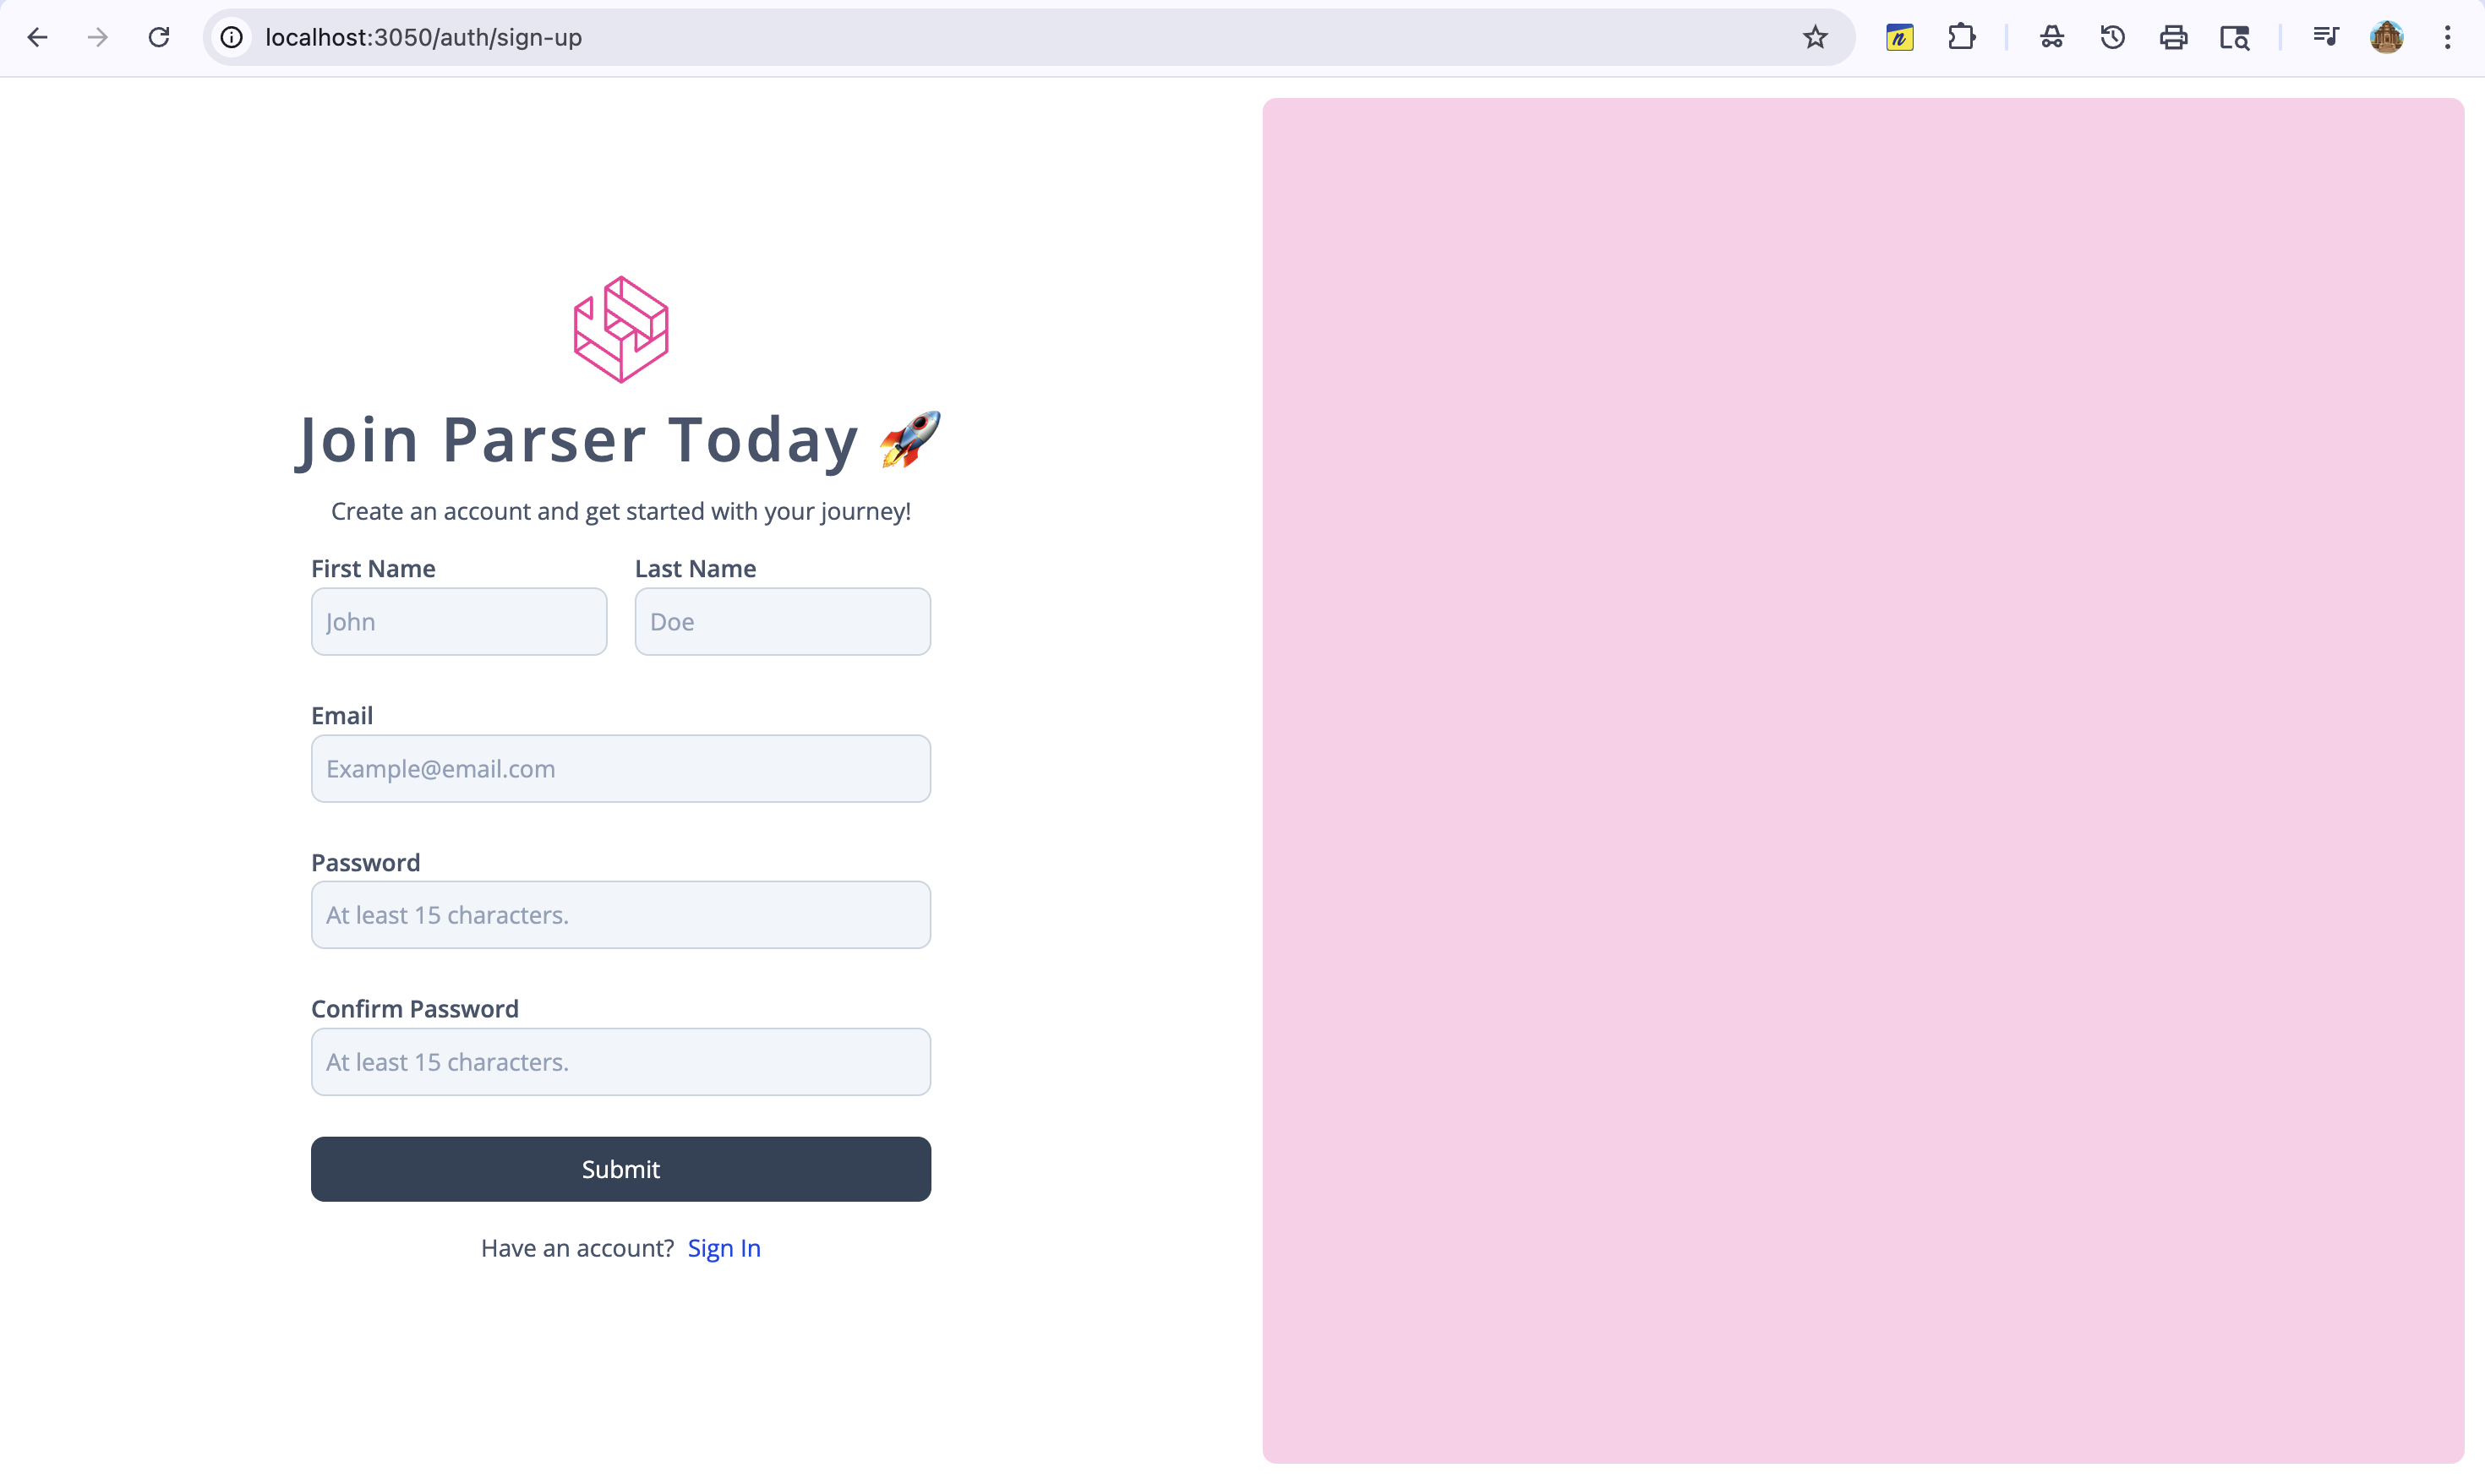 localhost:3050/auth/sign-up
n
Join Parser Today 🚀
Create an account and get started with your journey!
First Name Last Name
John Doe
Email
Example@email.com
Password
At least 15 characters.
Confirm Password
At least 15 characters.
Submit
Have an account? Sign In